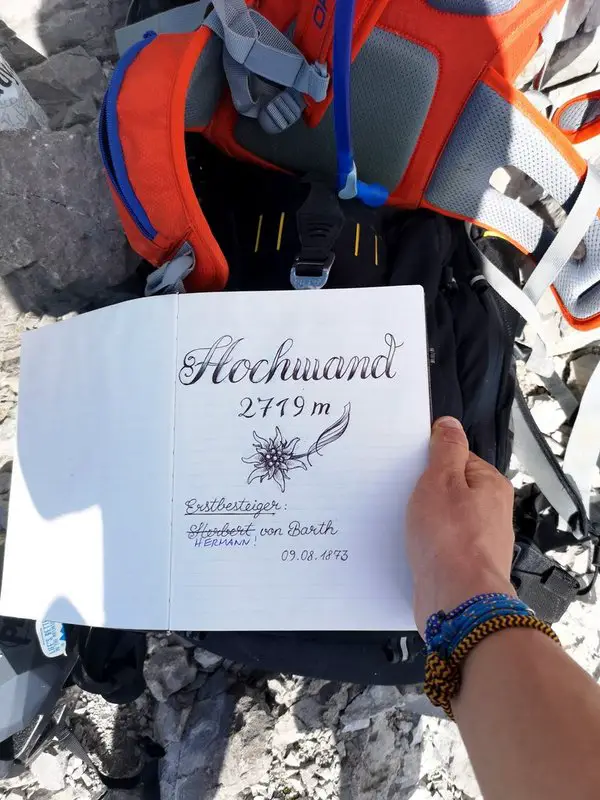 Hochwand
2719 m
Erstbesteiger:
Herbert von Barth
HERMANN!
09.08.1873